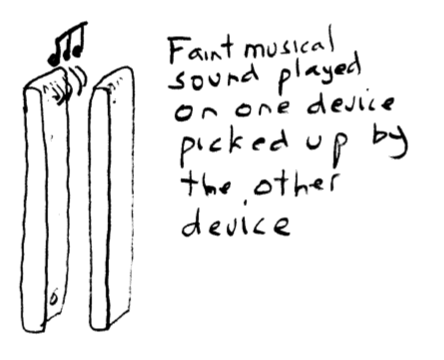 Faint musical
sound played
on one device
picked up by
the other
device